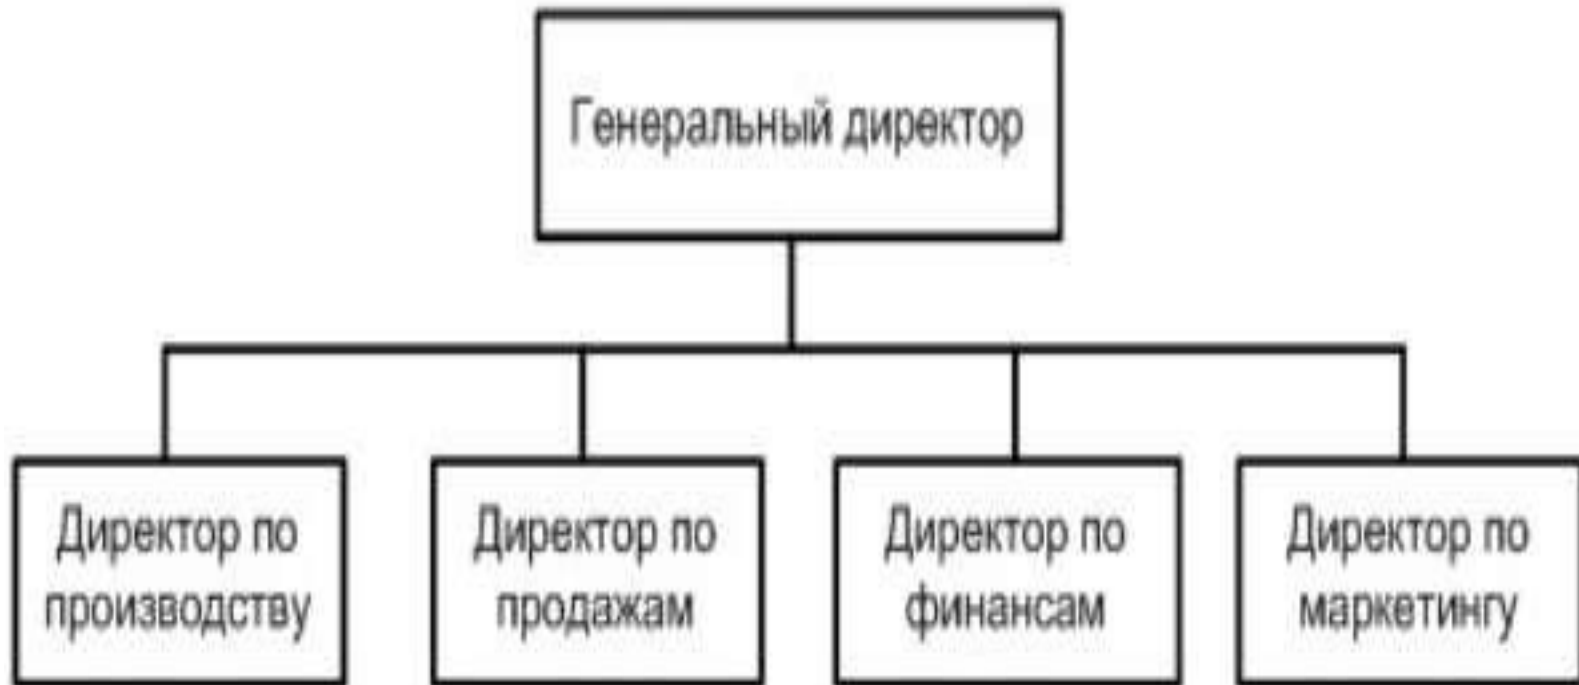 Генеральный директор
Директор по
производству
Директор по
продажам
Директор по
финансам
Директор по
маркетингу